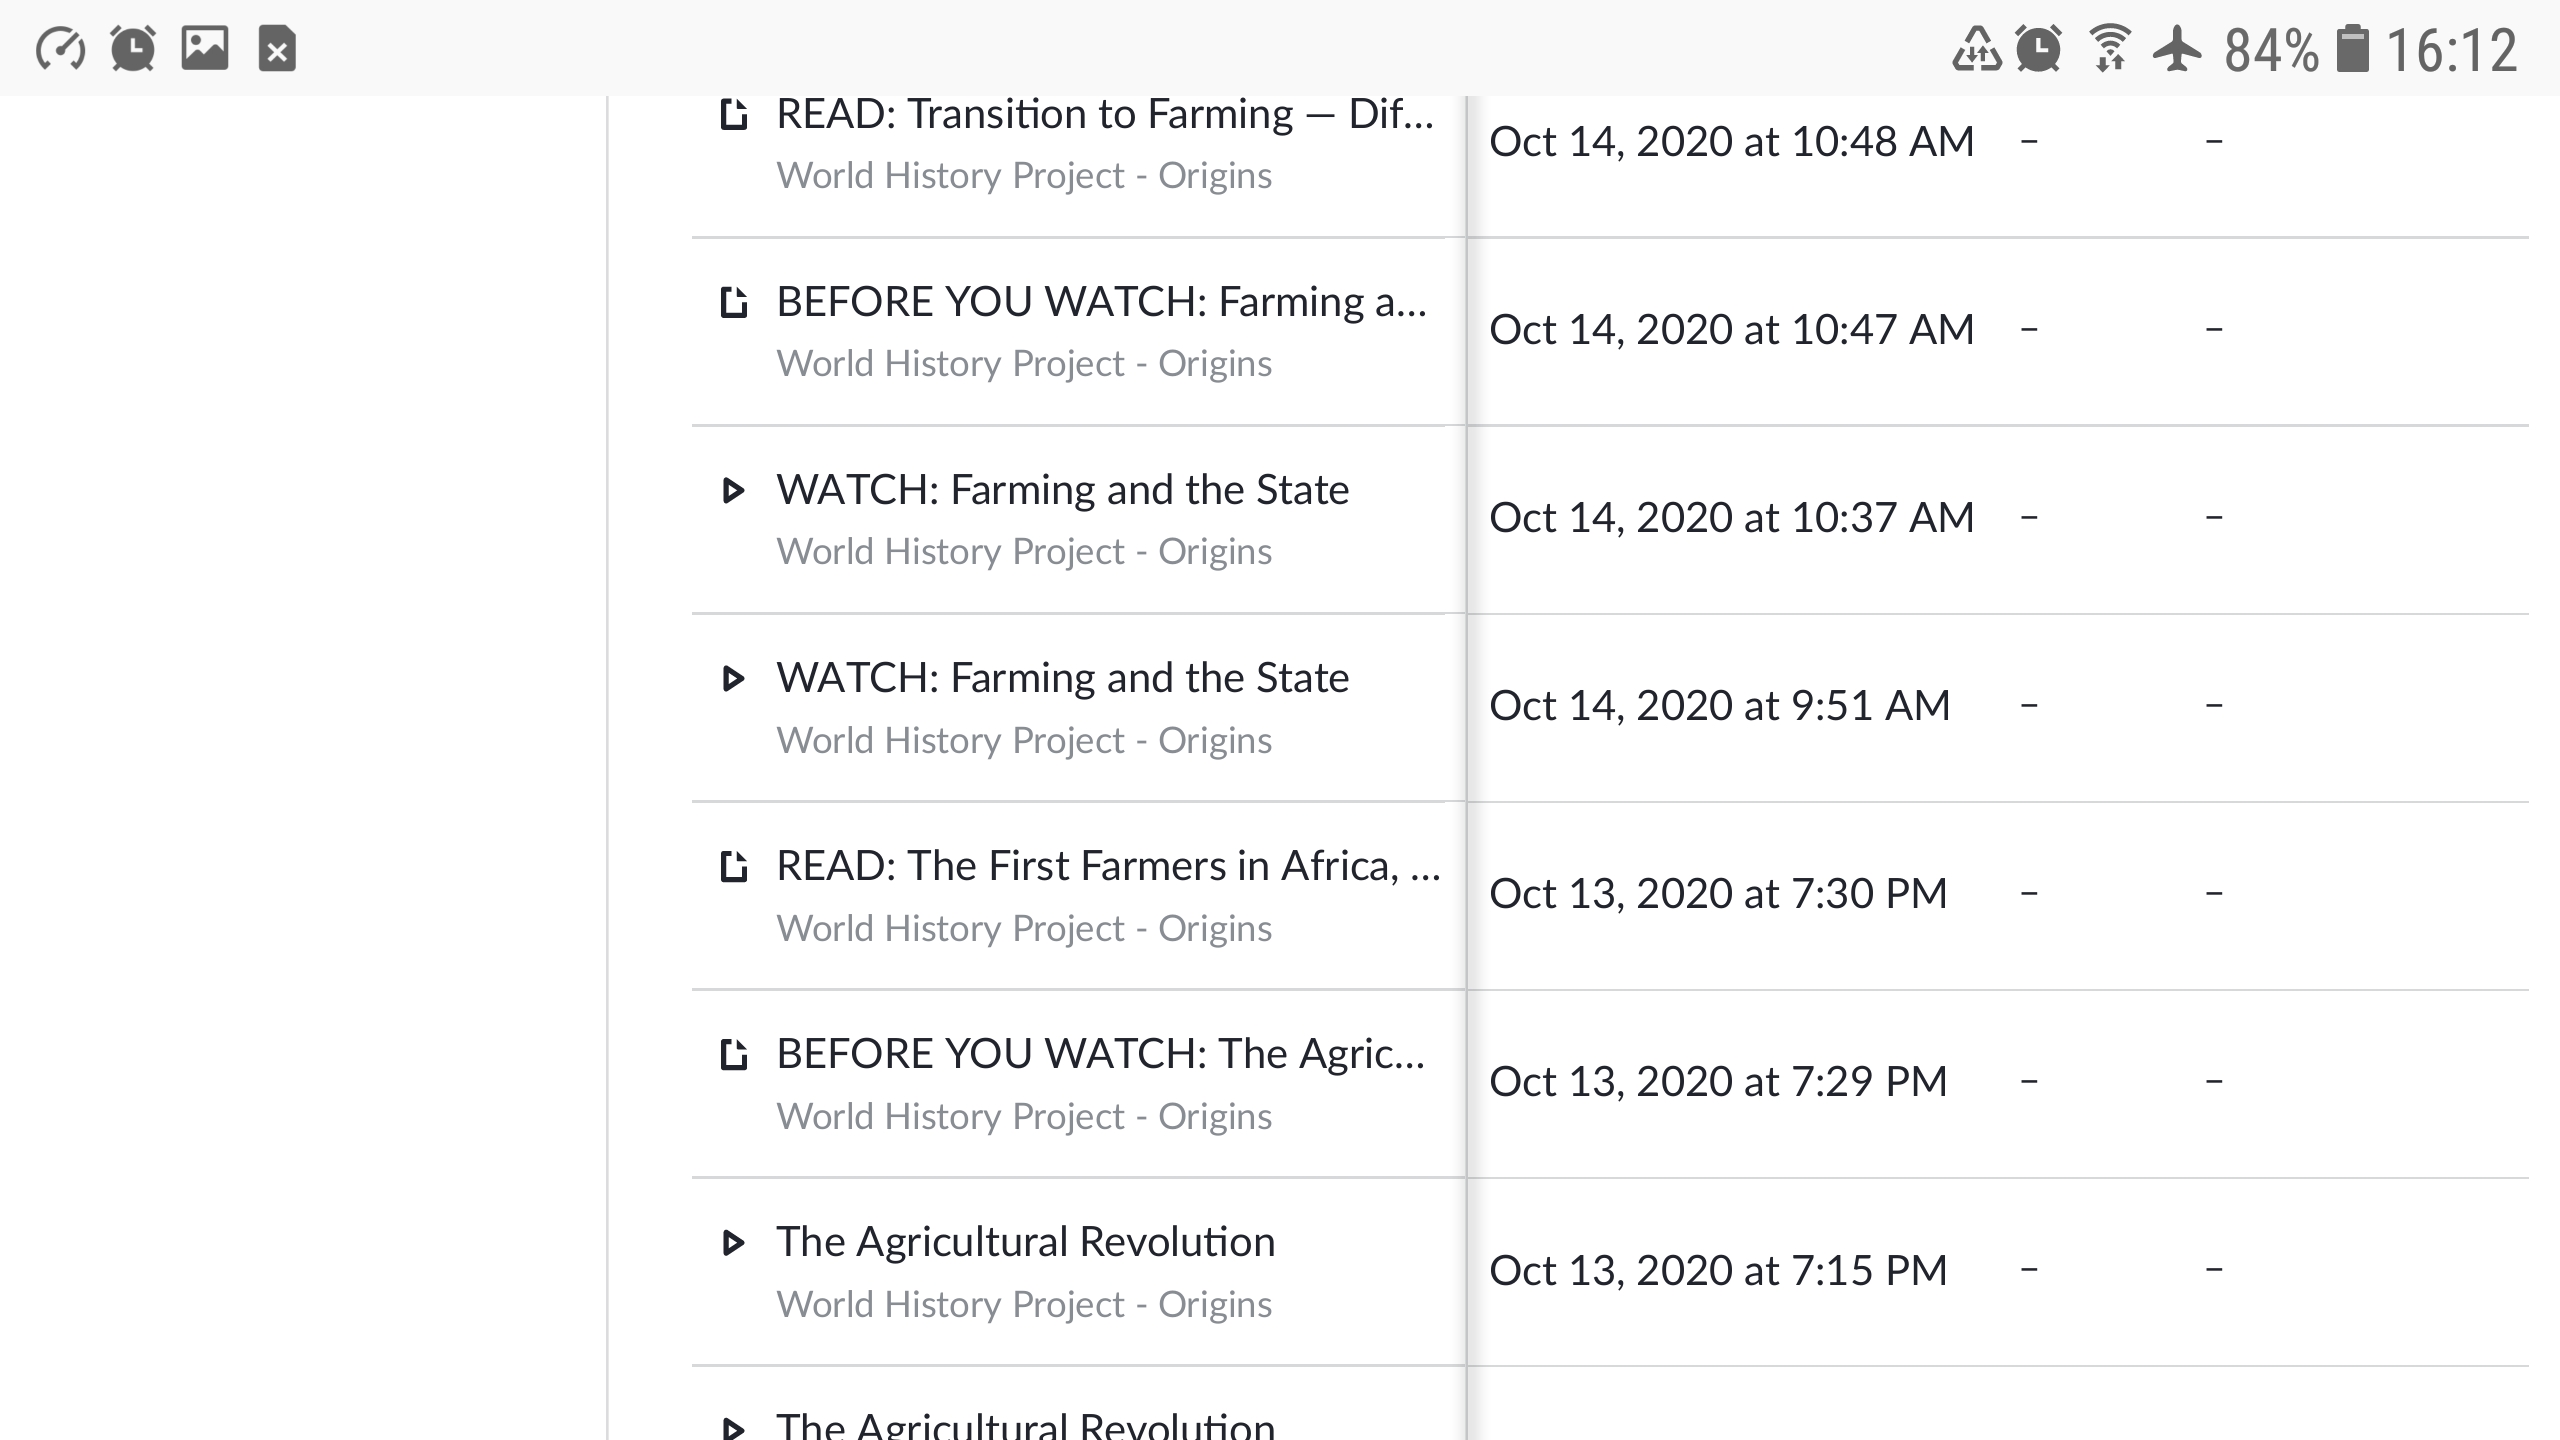 84% 16:12
READ: Transition to Farming — Dif...
World History Project - Origins
Oct 14, 2020 at 10:48 AM – –
BEFORE YOU WATCH: Farming a...
World History Project - Origins
Oct 14, 2020 at 10:47 AM – –
WATCH: Farming and the State
World History Project - Origins
Oct 14, 2020 at 10:37 AM – –
WATCH: Farming and the State
World History Project - Origins
Oct 14, 2020 at 9:51 AM – –
READ: The First Farmers in Africa, ...
World History Project - Origins
Oct 13, 2020 at 7:30 PM – –
BEFORE YOU WATCH: The Agric...
World History Project - Origins
Oct 13, 2020 at 7:29 PM – –
The Agricultural Revolution
World History Project - Origins
Oct 13, 2020 at 7:15 PM – –
The Agricultural Revolution